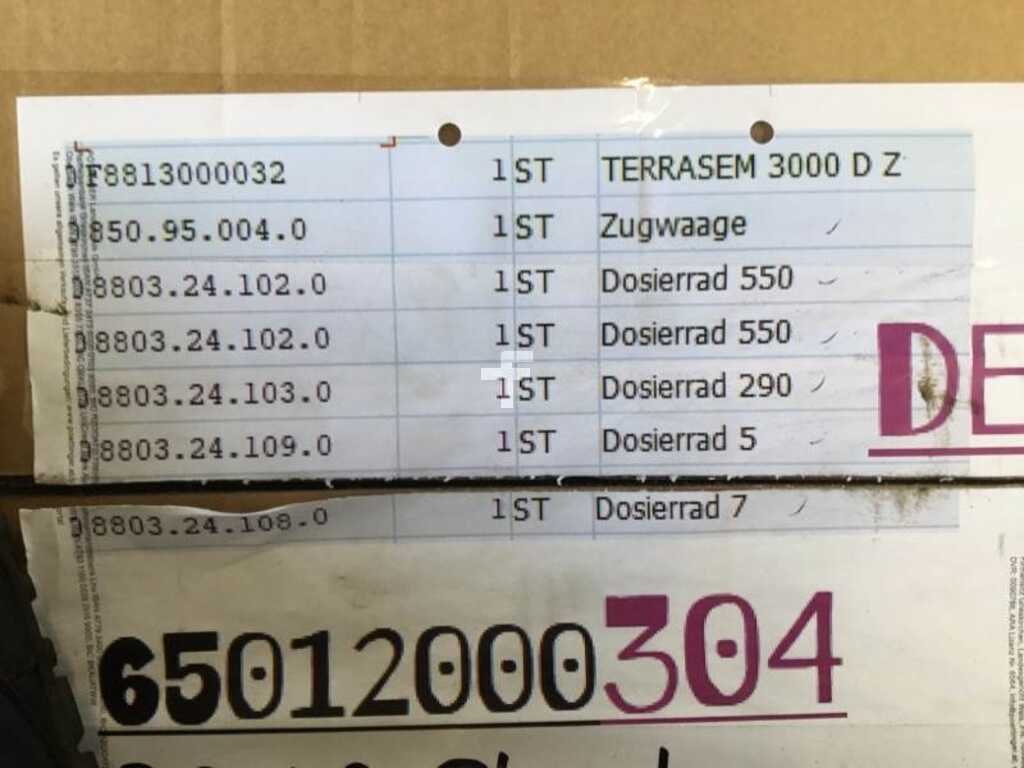 F8813000032 1 ST TERRASEM 3000 D Z
850.95.004.0 1 ST Zugwaage
8803.24.102.0 1 ST Dosierrad 550
8803.24.102.0 1 ST Dosierrad 550
8803.24.103.0 1 ST Dosierrad 290
8803.24.109.0 1 ST Dosierrad 5
8803.24.108.0 1 ST Dosierrad 7
DE
65012000304